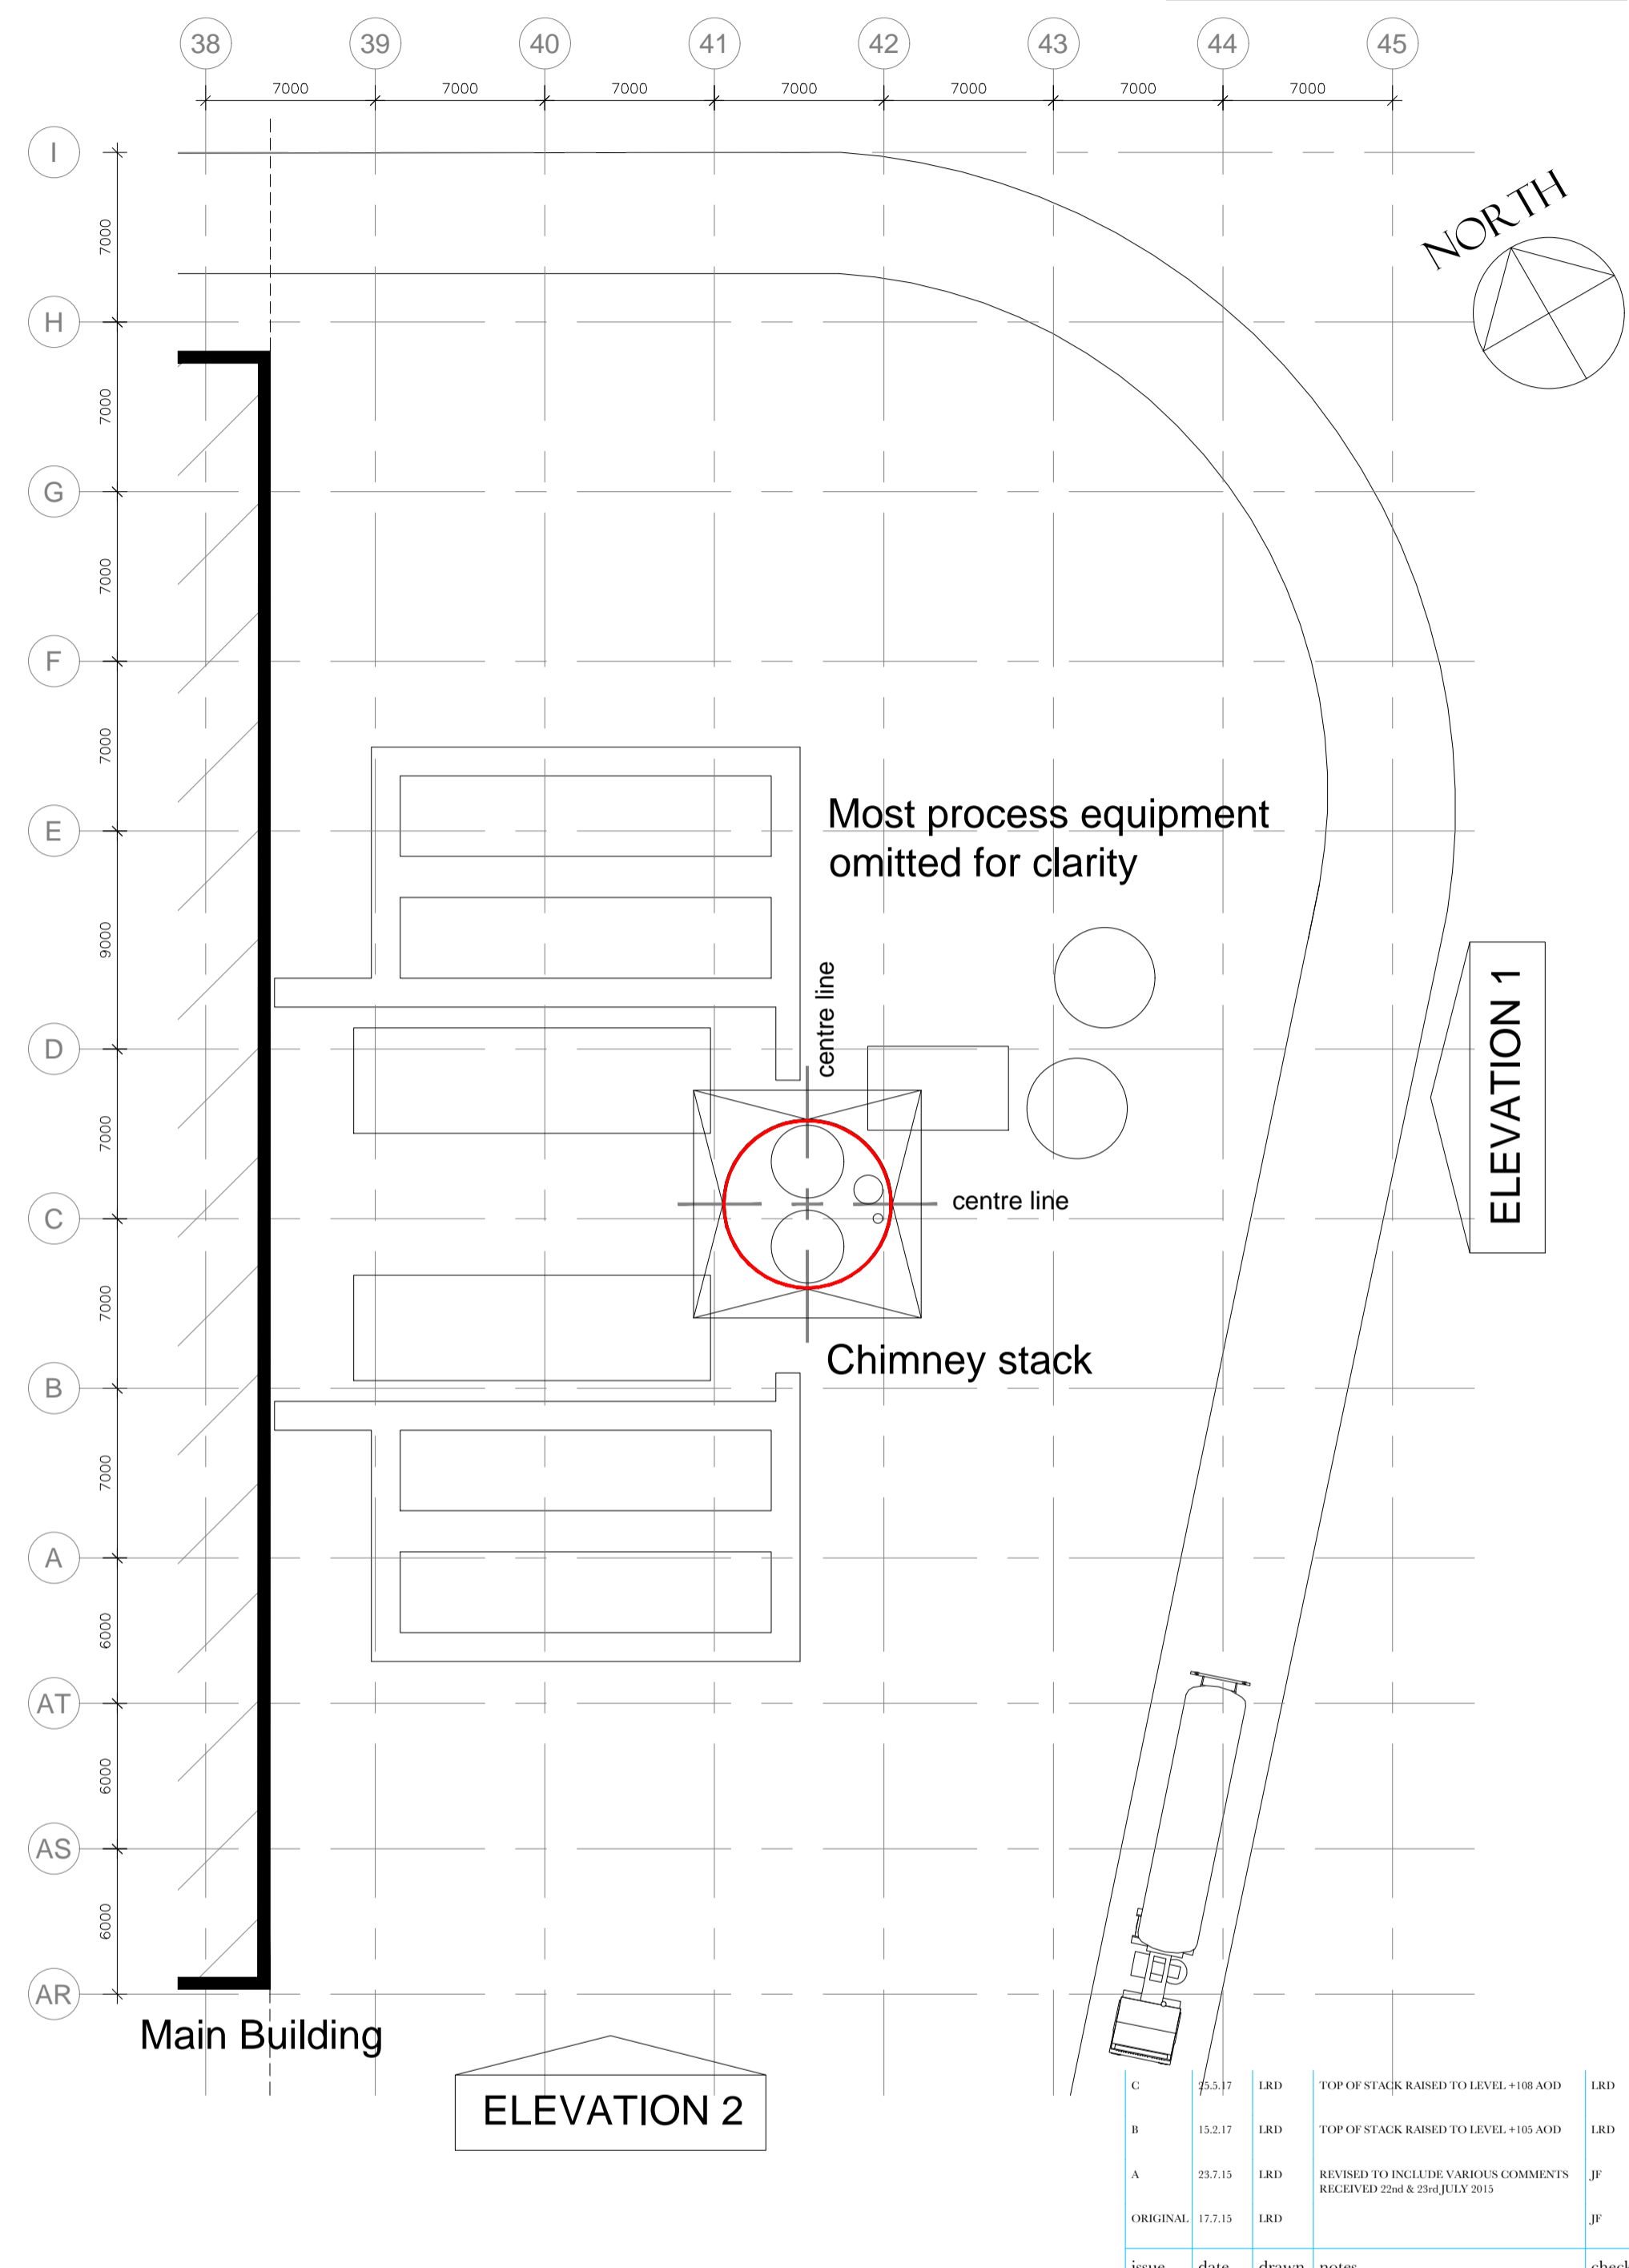 38 39 40 41 42 43 44 45
7000 7000 7000 7000 7000 7000 7000
I
7000
NORTH
H
7000
G
7000
F
7000
E
Most process equipment
omitted for clarity
9000
centre line
ELEVATION 1
D
7000
C
centre line
7000
Chimney stack
B
7000
A
6000
AT
6000
AS
6000
AR
Main Building
ELEVATION 2
C 25.5.17 LRD TOP OF STACK RAISED TO LEVEL +108 AOD LRD
B 15.2.17 LRD TOP OF STACK RAISED TO LEVEL +105 AOD LRD
A 23.7.15 LRD REVISED TO INCLUDE VARIOUS COMMENTS JF
RECEIVED 22nd & 23rd JULY 2015
ORIGINAL 17.7.15 LRD JF
issue date drawn notes check